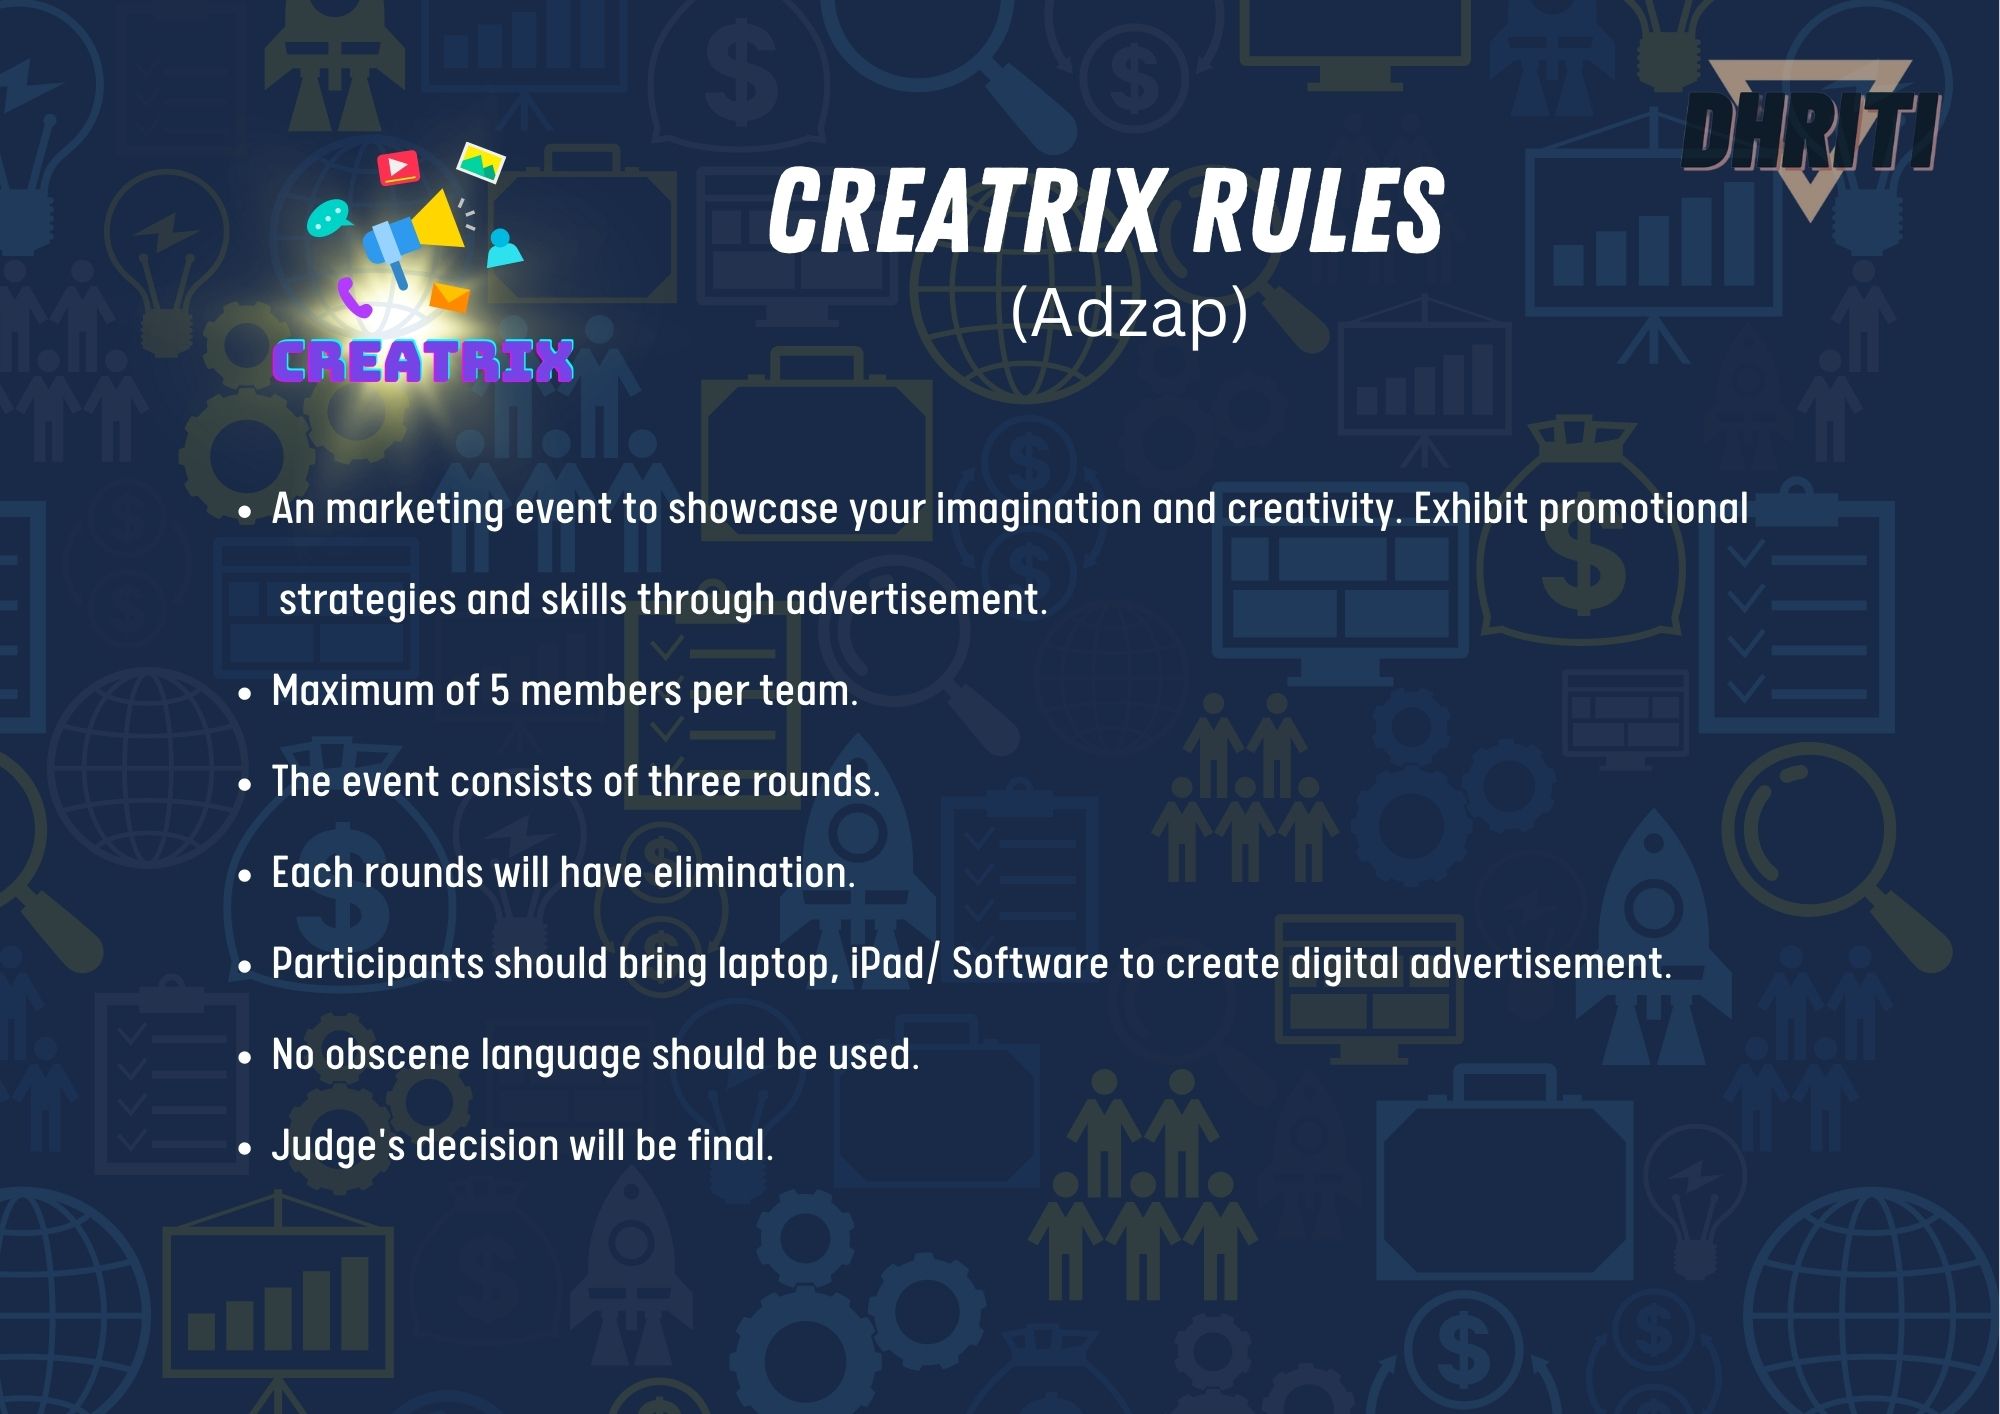 DHRITI
CREATRIX RULES
(Adzap)
CREATRIX
• An marketing event to showcase your imagination and creativity. Exhibit promotional
strategies and skills through advertisement.
• Maximum of 5 members per team.
• The event consists of three rounds.
• Each rounds will have elimination.
• Participants should bring laptop, iPad/ Software to create digital advertisement.
• No obscene language should be used.
• Judge's decision will be final.